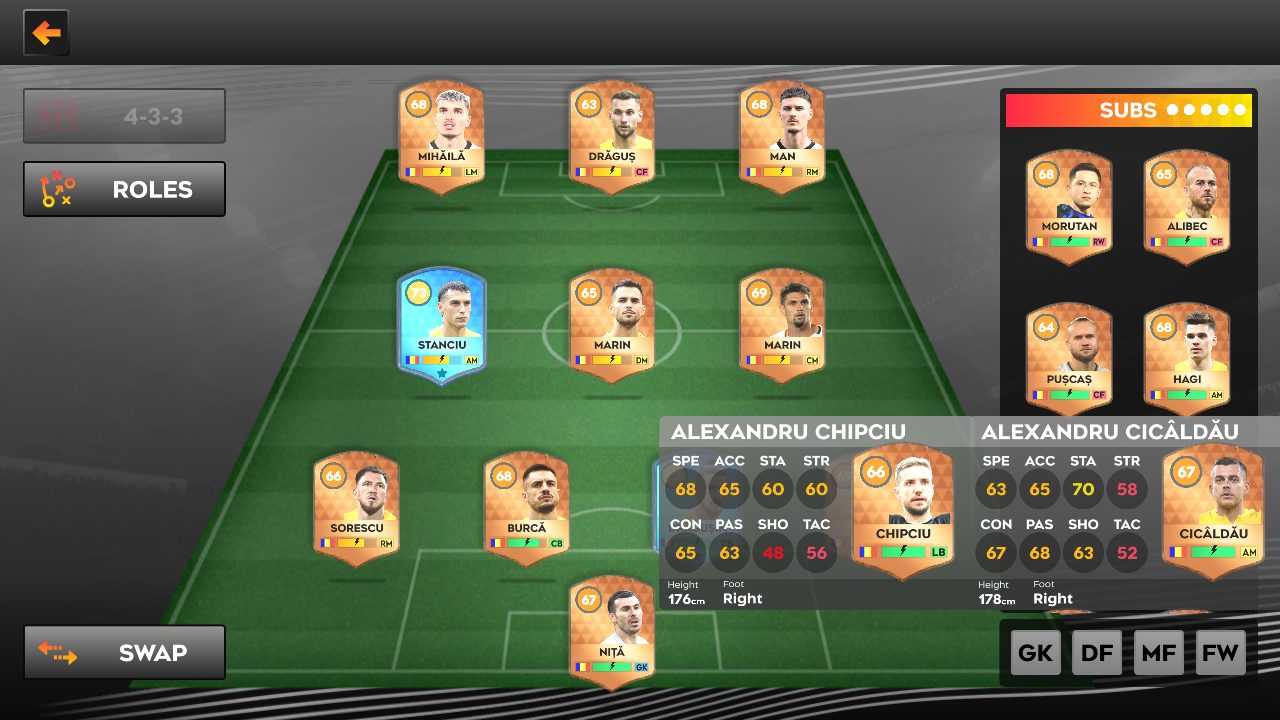 4-3-3
ROLES
68
MIHĂILĂ
LM
63
DRĂGUȘ
CF
68
MAN
RM
73
STANCIU
AM
65
MARIN
DM
69
MARIN
CM
66
SORESCU
RM
68
BURCĂ
CB
67
NIȚĂ
GK
SWAP
SUBS
68
MORUTAN
RW
65
ALIBEC
CF
64
PUȘCAȘ
CF
68
HAGI
AM
ALEXANDRU CHIPCIU
SPE ACC STA STR
68 65 60 60
CON PAS SHO TAC
65 63 48 56
Height Foot
176cm Right
66
CHIPCIU
LB
ALEXANDRU CICÂLDĂU
SPE ACC STA STR
63 65 70 58
CON PAS SHO TAC
67 68 63 52
Height Foot
178cm Right
67
CICÂLDĂU
AM
GK DF MF FW